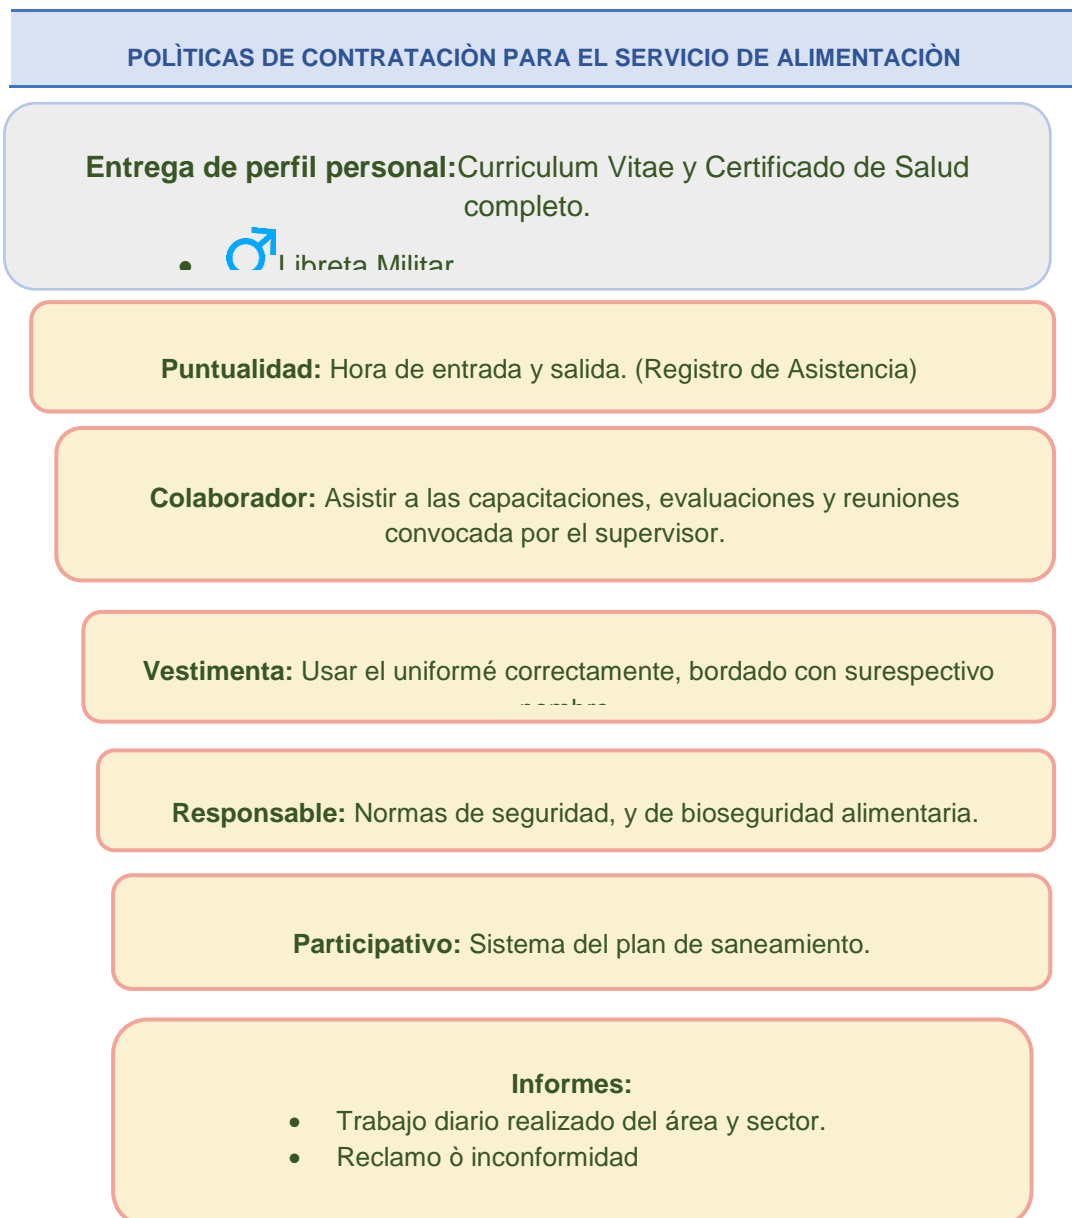 POLÌTICAS DE CONTRATACIÒN PARA EL SERVICIO DE ALIMENTACIÒN
Entrega de perfil personal:Curriculum Vitae y Certificado de Salud
completo.
• Libreta Militar
Puntualidad: Hora de entrada y salida. (Registro de Asistencia)
Colaborador: Asistir a las capacitaciones, evaluaciones y reuniones
convocada por el supervisor.
Vestimenta: Usar el uniformé correctamente, bordado con surespectivo
Responsable: Normas de seguridad, y de bioseguridad alimentaria.
Participativo: Sistema del plan de saneamiento.
Informes:
• Trabajo diario realizado del área y sector.
• Reclamo ò inconformidad